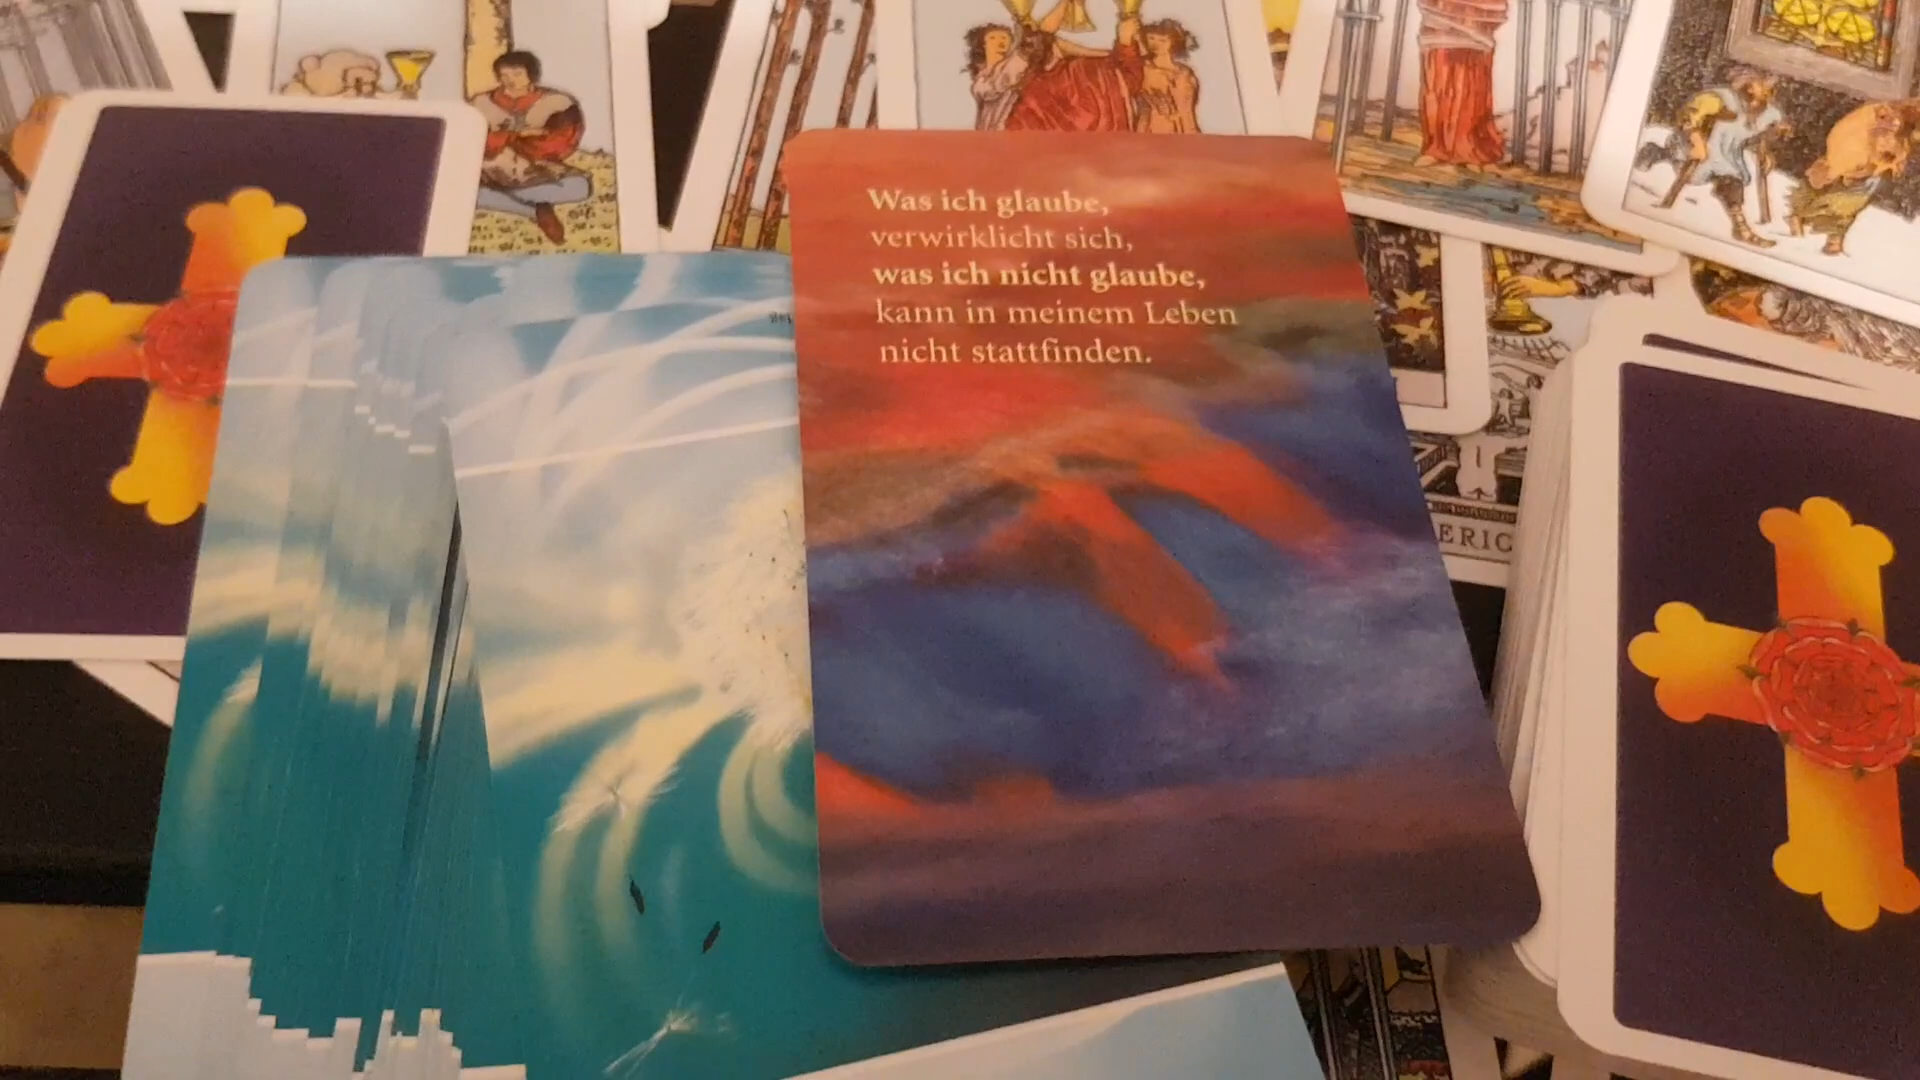 Was ich glaube,
verwirklicht sich,
was ich nicht glaube,
kann in meinem Leben
nicht stattfinden.